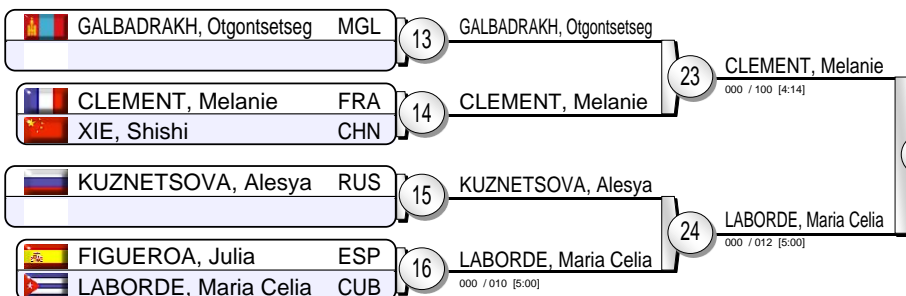 GALBADRAKH, Otgontsetseg MGL
13
GALBADRAKH, Otgontsetseg
23
CLEMENT, Melanie
000 / 100 [4:14]
CLEMENT, Melanie FRA
XIE, Shishi CHN
14
CLEMENT, Melanie
KUZNETSOVA, Alesya RUS
15
KUZNETSOVA, Alesya
24
LABORDE, Maria Celia
000 / 012 [5:00]
FIGUEROA, Julia ESP
LABORDE, Maria Celia CUB
16
LABORDE, Maria Celia
000 / 010 [5:00]